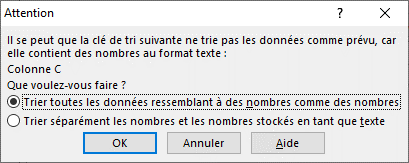 Attention
Il se peut que la clé de tri suivante ne trie pas les données comme prévu, car
elle contient des nombres au format texte :
Colonne C
Que voulez-vous faire ?
Trier toutes les données ressemblant à des nombres comme des nombres
Trier séparément les nombres et les nombres stockés en tant que texte
OK
Annuler
Aide